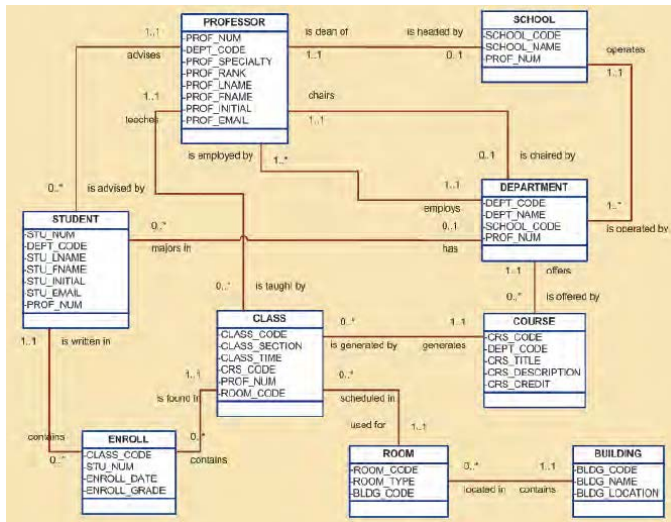 PROFESSOR
-PROF_NUM
-DEPT_CODE
-PROF_SPECIALTY
-PROF_RANK
-PROF_LNAME
-PROF_FNAME
-PROF_INITIAL
-PROF_EMAIL
SCHOOL
-SCHOOL_CODE
-SCHOOL_NAME
-PROF_NUM
1..1
advises
is dean of
1..1
is headed by
0..1
operates
1..1
1..1
teaches
chairs
1..1
is employed by
1..*
0..1
is chaired by
1..1
employs
0..*
is advised by
DEPARTMENT
-DEPT_CODE
-DEPT_NAME
-SCHOOL_CODE
-PROF_NUM
1..*
is operated by
STUDENT
-STU_NUM
-DEPT_CODE
-STU_LNAME
-STU_FNAME
-STU_INITIAL
-STU_EMAIL
-PROF_NUM
0..*
majors in
0..1
has
1..1
offers
0..*
is offered by
0..*
is taught by
CLASS
-CLASS_CODE
-CLASS_SECTION
-CLASS_TIME
-CRS_CODE
-PROF_NUM
-ROOM_CODE
0..*
is generated by
1..1
generates
COURSE
-CRS_CODE
-DEPT_CODE
-CRS_TITLE
-CRS_DESCRIPTION
-CRS_CREDIT
1..1
is written in
1..1
is found in
0..*
scheduled in
used for
1..1
contains
0..*
0..*
contains
ENROLL
-CLASS_CODE
-STU_NUM
-ENROLL_DATE
-ENROLL_GRADE
ROOM
-ROOM_CODE
-ROOM_TYPE
-BLDG_CODE
0..*
located in
1..1
contains
BUILDING
-BLDG_CODE
-BLDG_NAME
-BLDG_LOCATION